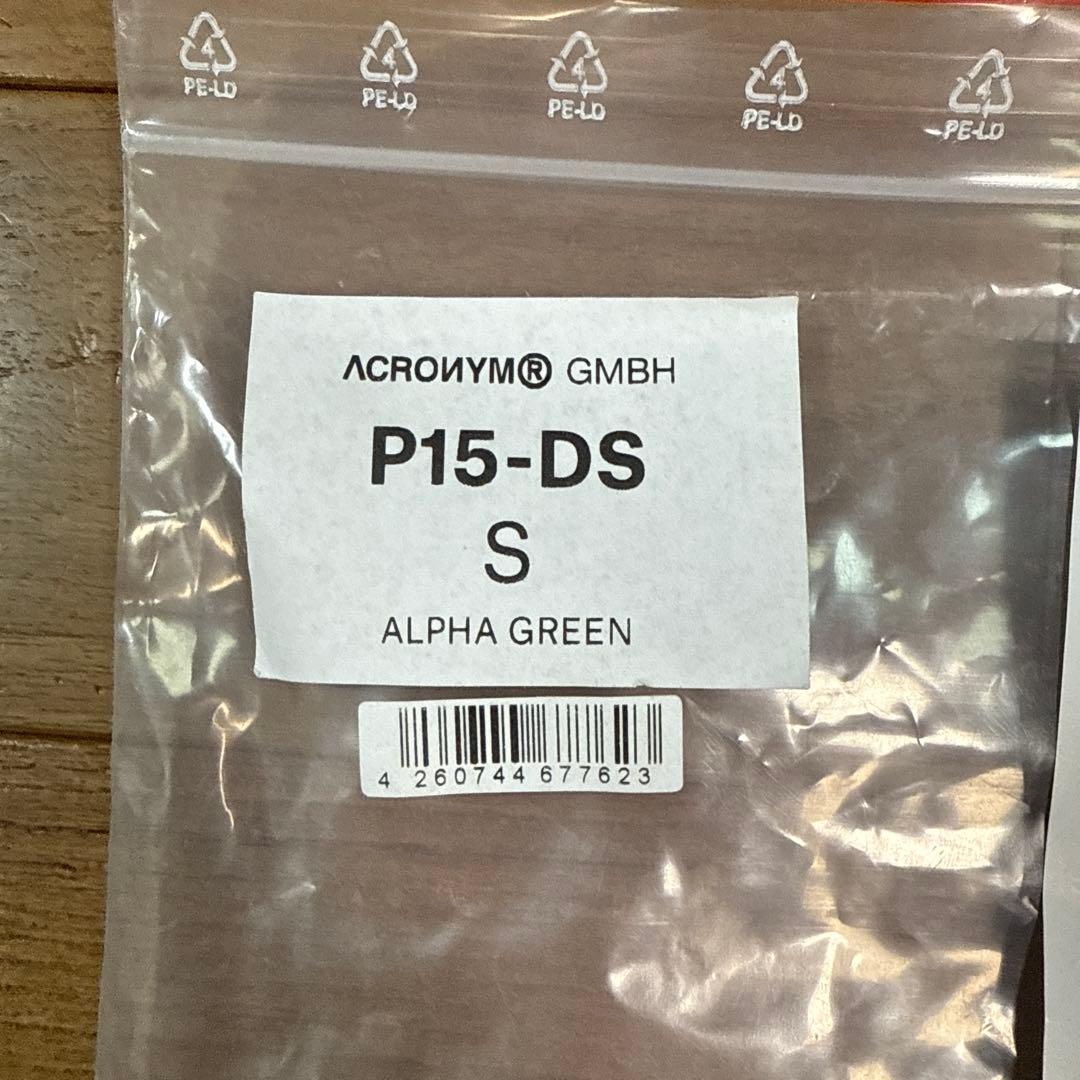 4 4 4 4 4
PE-LD PE-LD PE-LD PE-LD PE-LD
ACRONYM® GMBH
P15-DS
S
ALPHA GREEN
4 260744 677623